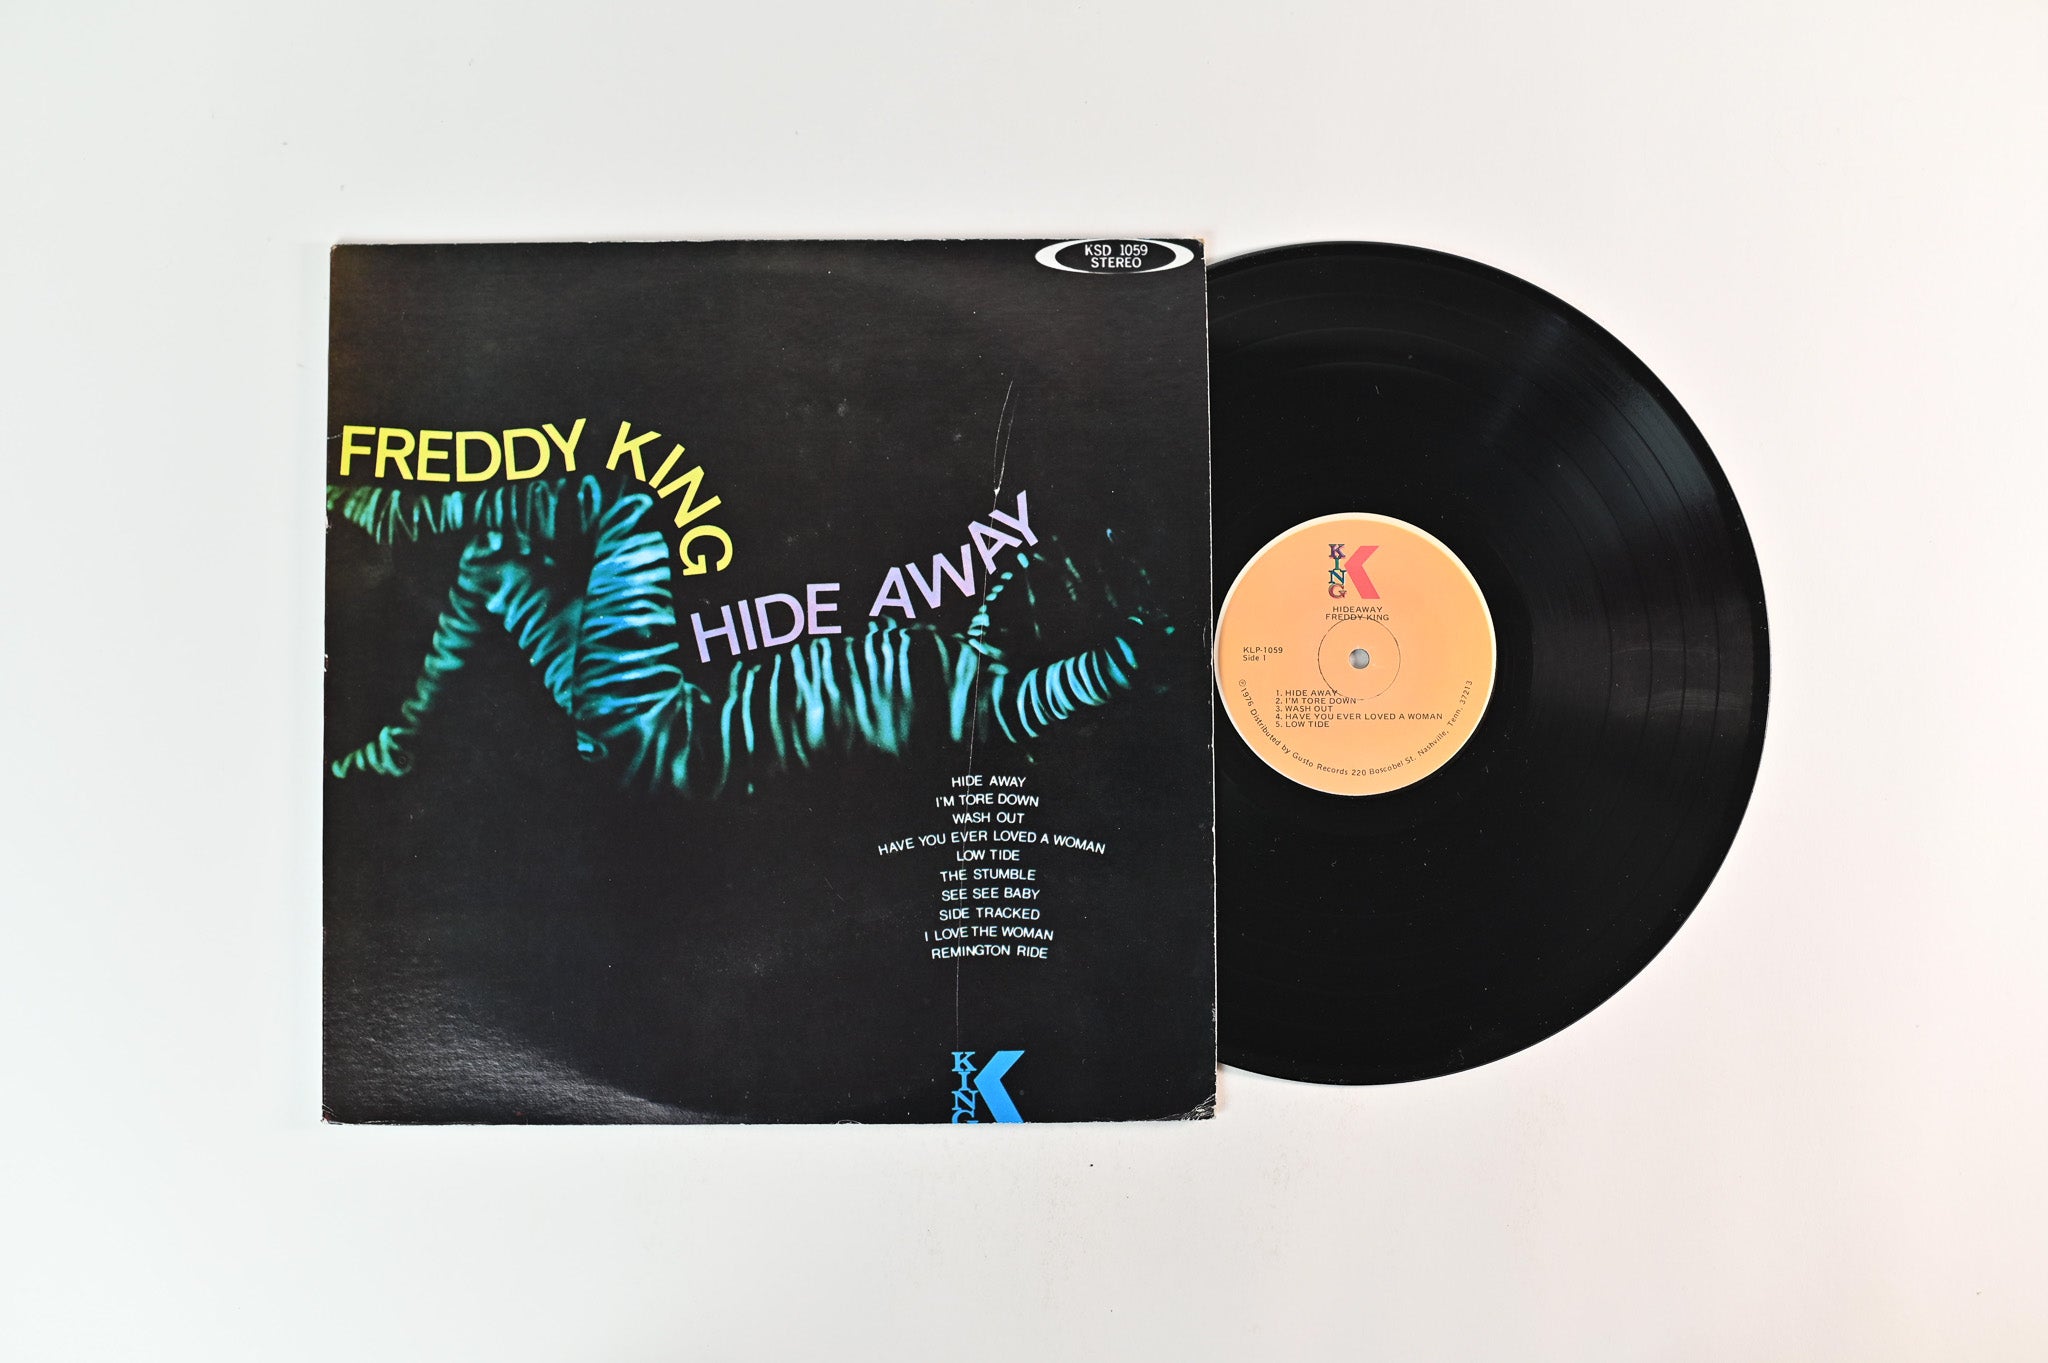 KSD 1059
STEREO
FREDDY KING
HIDE AWAY
HIDE AWAY
I'M TORE DOWN
WASH OUT
HAVE YOU EVER LOVED A WOMAN
LOW TIDE
THE STUMBLE
SEE SEE BABY
SIDE TRACKED
I LOVE THE WOMAN
REMINGTON RIDE
KING K
KING K
HIDEAWAY
FREDDY KING
KLP-1059
Side 1
1. HIDE AWAY
2. I'M TORE DOWN
3. WASH OUT
4. HAVE YOU EVER LOVED A WOMAN
5. LOW TIDE
℗1976 Distributed by Gusto Records 220 Boscobel St. Nashville, Tenn. 37213